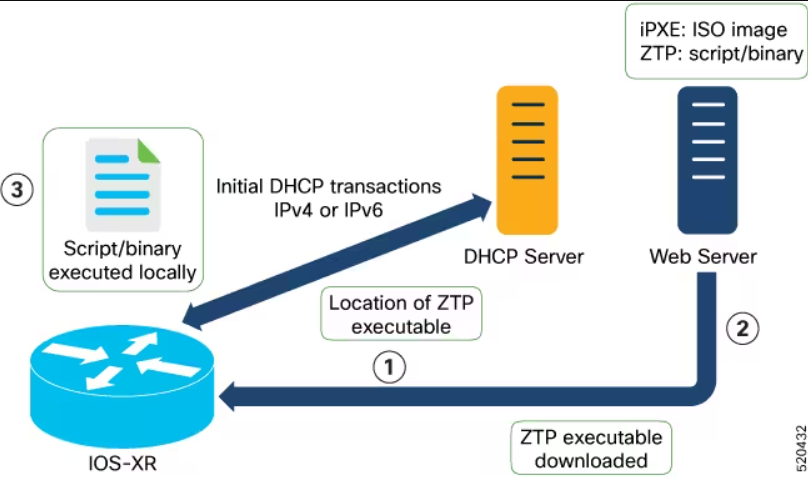 iPXE: ISO image
ZTP: script/binary
3
Script/binary
executed locally
Initial DHCP transactions
IPv4 or IPv6
DHCP Server
Web Server
Location of ZTP
executable
1
2
IOS-XR
ZTP executable
downloaded
520432